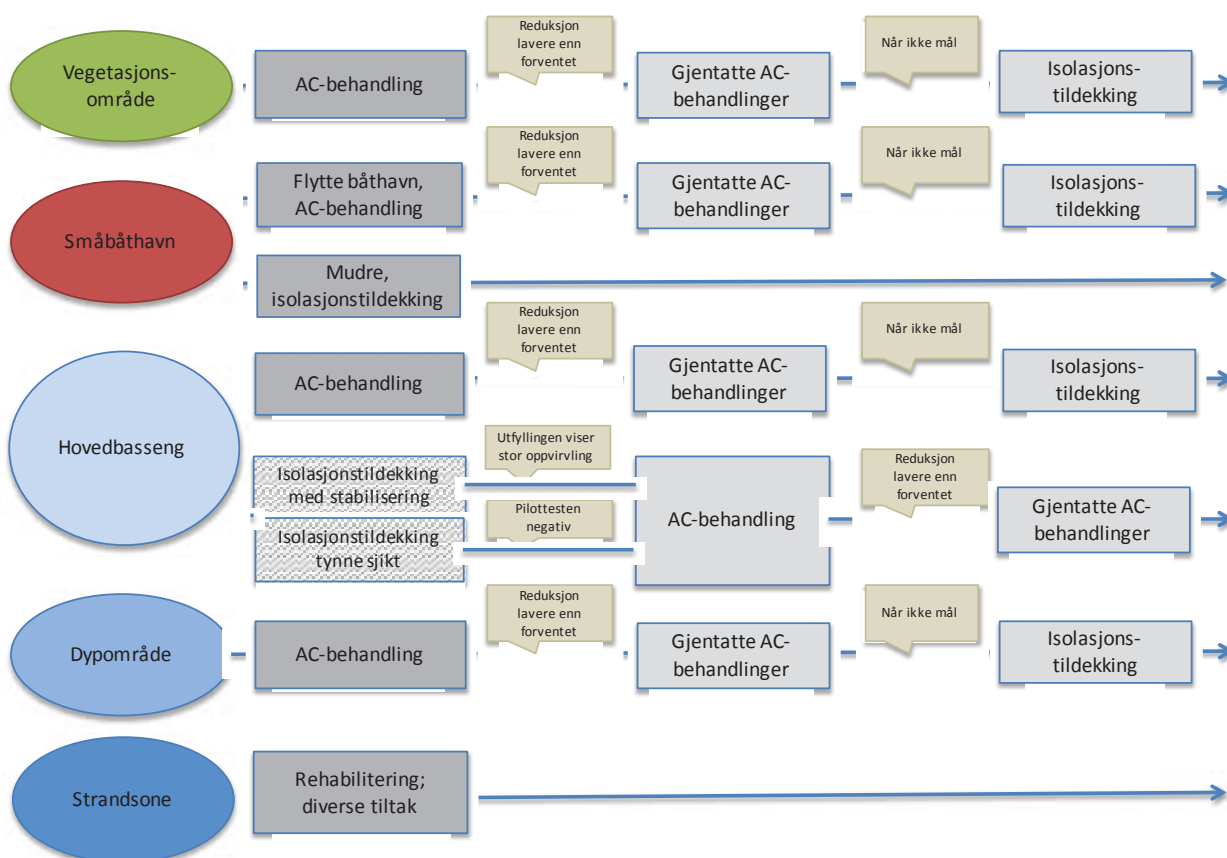 Vegetasjons-
område
AC-behandling
Reduksjon
lavere enn
forventet
Gjentatte AC-
behandlinger
Når ikke mål
Isolasjons-
tildekking
Småbåthavn
Flytte båthavn,
AC-behandling
Reduksjon
lavere enn
forventet
Gjentatte AC-
behandlinger
Når ikke mål
Isolasjons-
tildekking
Mudre,
isolasjonstildekking
Hovedbasseng
AC-behandling
Reduksjon
lavere enn
forventet
Gjentatte AC-
behandlinger
Når ikke mål
Isolasjons-
tildekking
Isolasjonstildekking
med stabilisering
Utfyllingen viser
stor oppvirvling
Isolasjonstildekking
tynne sjikt
Pilottesten
negativ
AC-behandling
Reduksjon
lavere enn
forventet
Gjentatte AC-
behandlinger
Dypområde
AC-behandling
Reduksjon
lavere enn
forventet
Gjentatte AC-
behandlinger
Når ikke mål
Isolasjons-
tildekking
Strandsone
Rehabilitering;
diverse tiltak